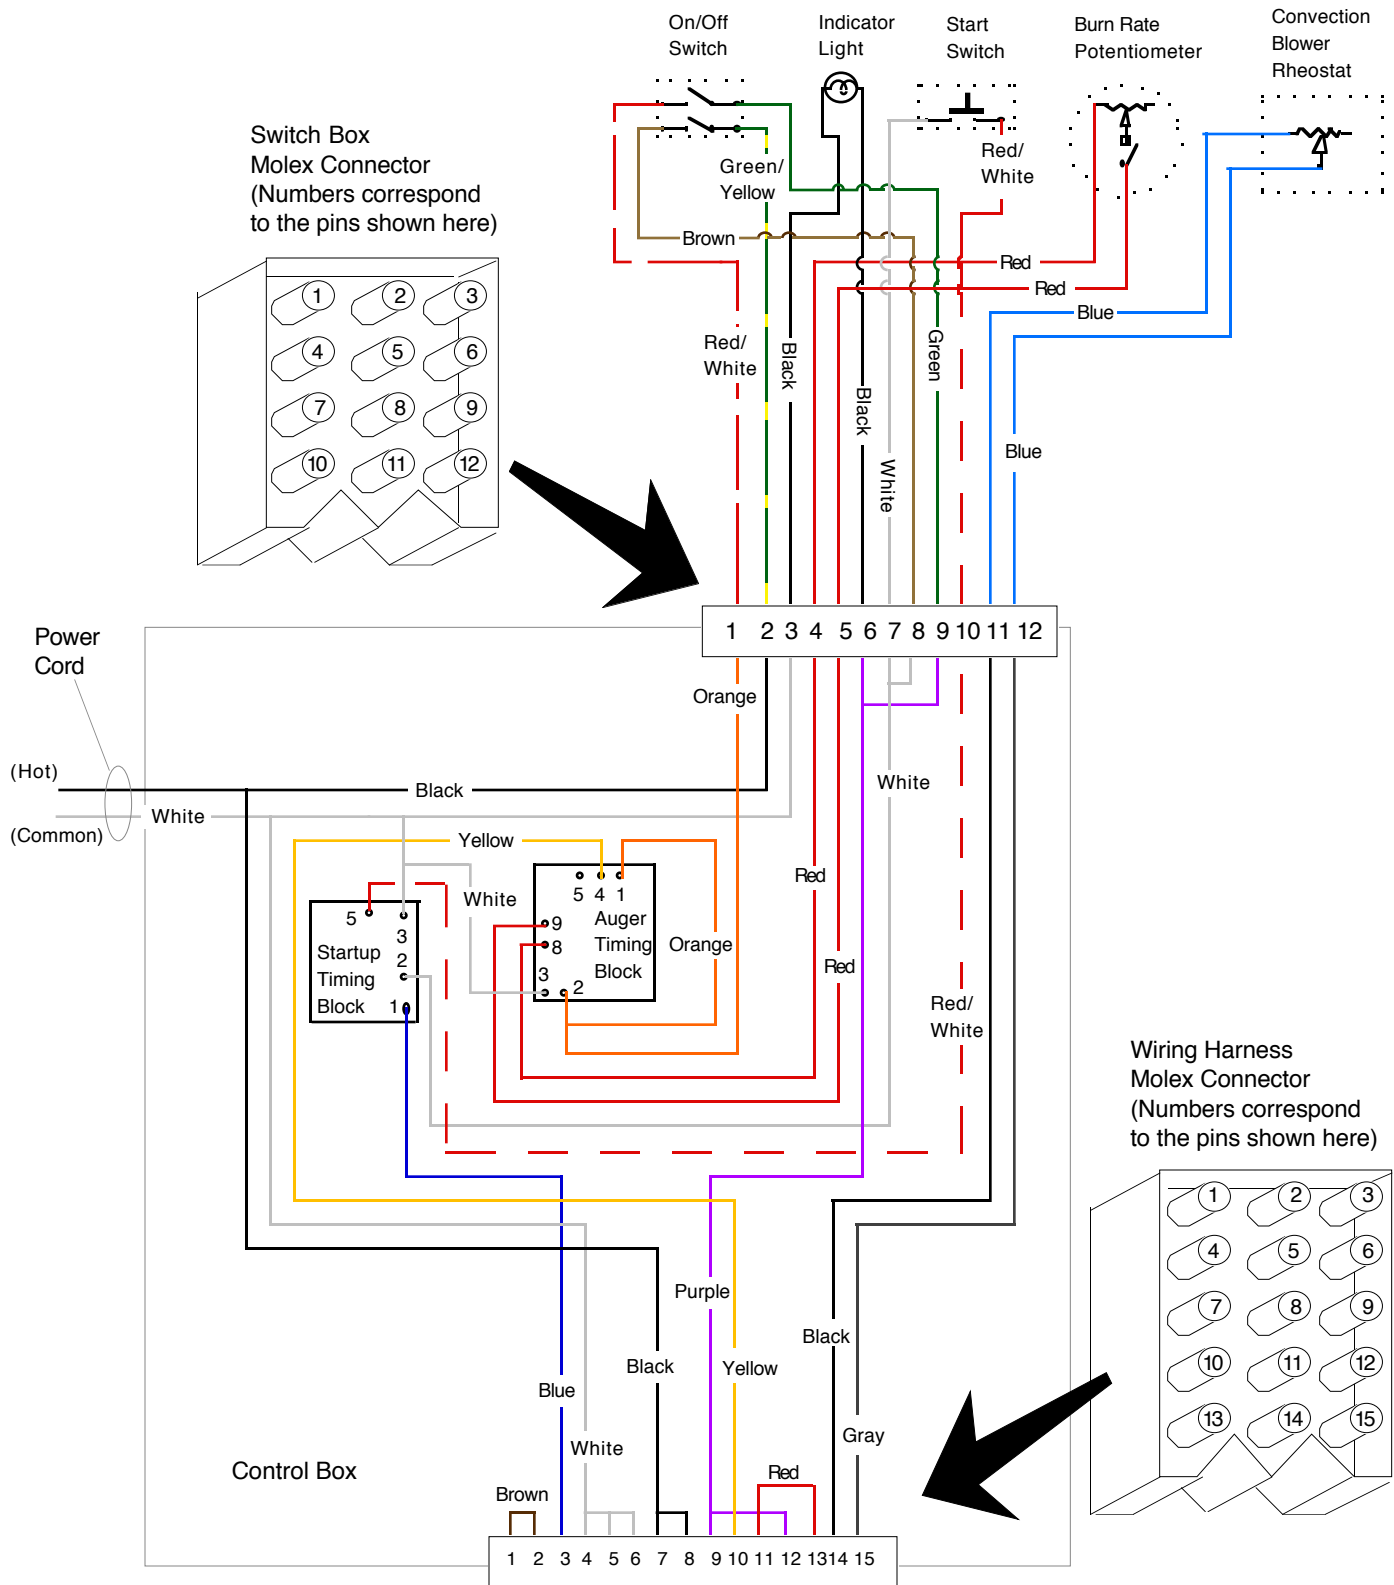 On/Off
Switch
Indicator
Light
Start
Switch
Burn Rate
Potentiometer
Convection
Blower
Rheostat
Switch Box
Molex Connector
(Numbers correspond
to the pins shown here)
Green/
Yellow
Red/
White
Brown
Red
Red
Blue
1 2 3
4 5 6
7 8 9
10 11 12
Red/
White
Black
Black
White
Green
Blue
1 2 3 4 5 6 7 8 9 10 11 12
Power
Cord
Orange
(Hot)
Black
White
White
(Common)
Yellow
White
5 4 1
Auger
Timing
Block
9
8
3
2
Orange
Red
Red
5
3
2
1
Startup
Timing
Block
Red/
White
Wiring Harness
Molex Connector
(Numbers correspond
to the pins shown here)
1 2 3
4 5 6
7 8 9
10 11 12
13 14 15
Purple
Black
Black
Yellow
Blue
White
Gray
Control Box
Red
Brown
1 2 3 4 5 6 7 8 9 10 11 12 13 14 15